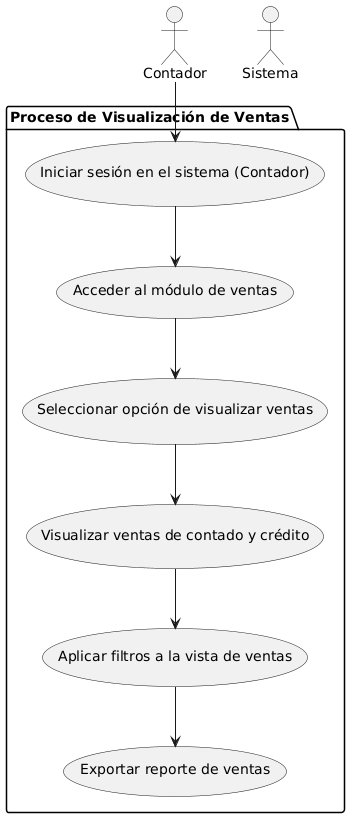 Contador
Sistema
Proceso de Visualización de Ventas
Iniciar sesión en el sistema (Contador)
Acceder al módulo de ventas
Seleccionar opción de visualizar ventas
Visualizar ventas de contado y crédito
Aplicar filtros a la vista de ventas
Exportar reporte de ventas